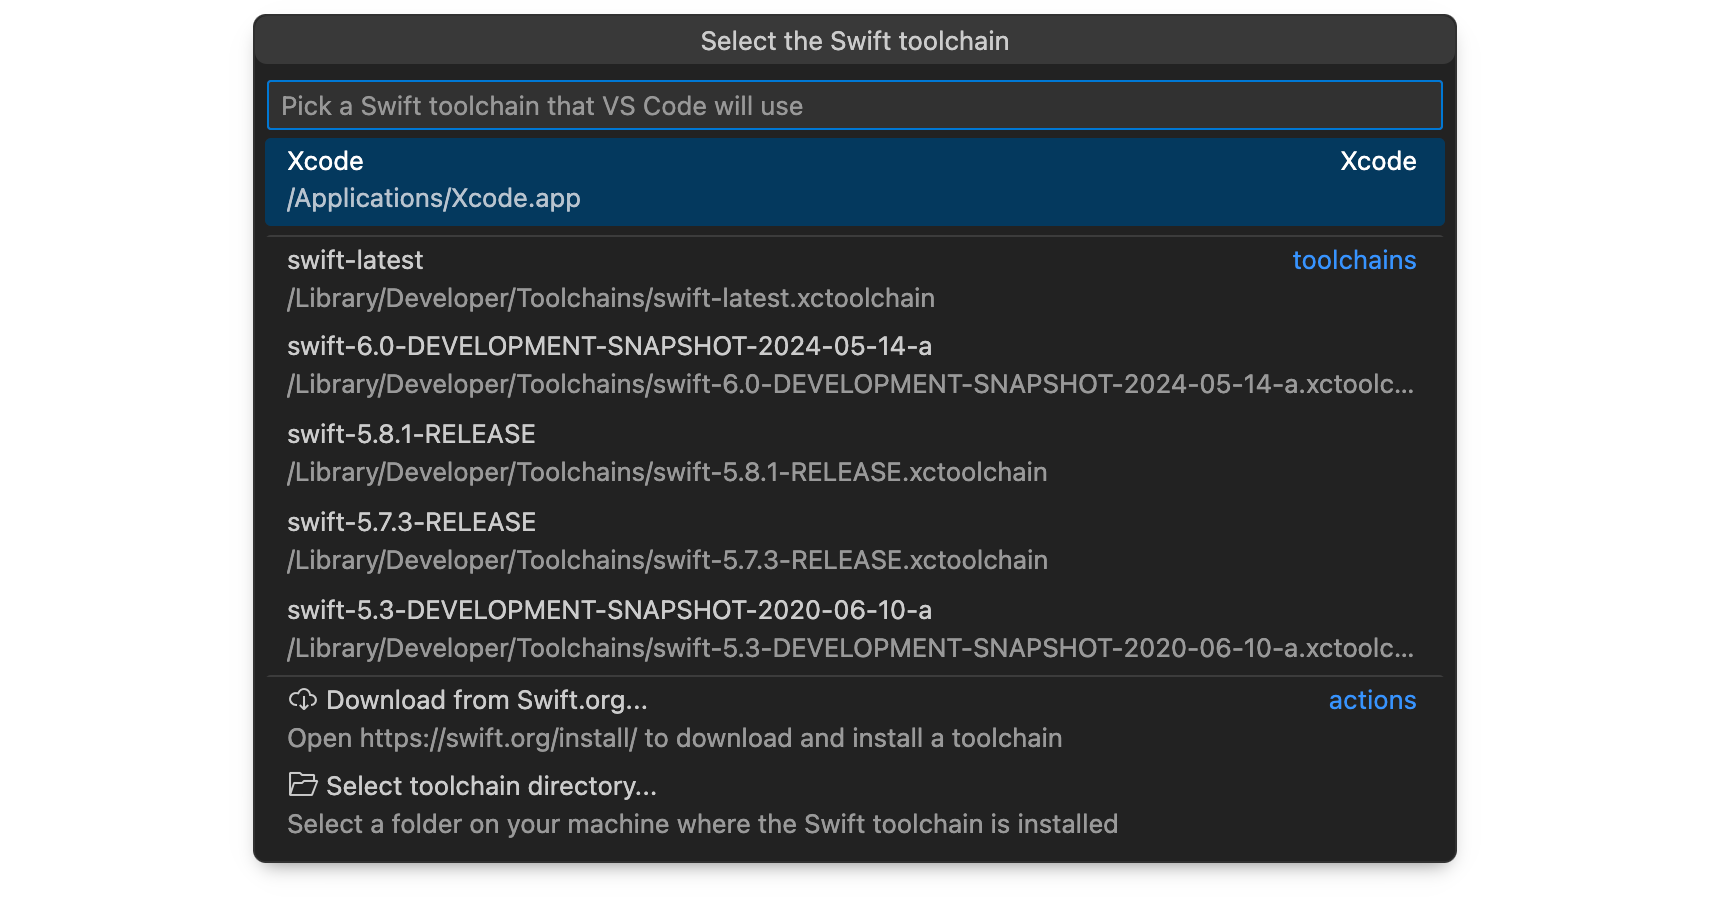 Select the Swift toolchain
Pick a Swift toolchain that VS Code will use
Xcode Xcode
/Applications/Xcode.app
swift-latest toolchains
/Library/Developer/Toolchains/swift-latest.xctoolchain
swift-6.0-DEVELOPMENT-SNAPSHOT-2024-05-14-a
/Library/Developer/Toolchains/swift-6.0-DEVELOPMENT-SNAPSHOT-2024-05-14-a.xctoolc...
swift-5.8.1-RELEASE
/Library/Developer/Toolchains/swift-5.8.1-RELEASE.xctoolchain
swift-5.7.3-RELEASE
/Library/Developer/Toolchains/swift-5.7.3-RELEASE.xctoolchain
swift-5.3-DEVELOPMENT-SNAPSHOT-2020-06-10-a
/Library/Developer/Toolchains/swift-5.3-DEVELOPMENT-SNAPSHOT-2020-06-10-a.xctoolc...
Download from Swift.org... actions
Open https://swift.org/install/ to download and install a toolchain
Select toolchain directory...
Select a folder on your machine where the Swift toolchain is installed